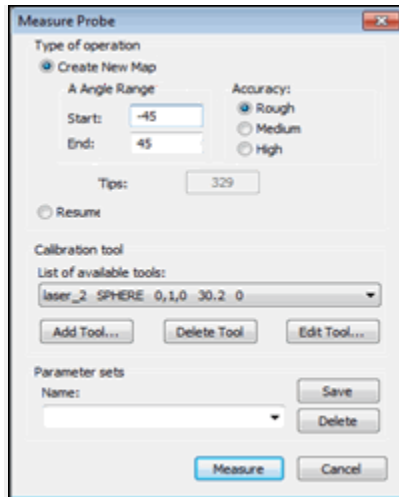 Measure Probe
Type of operation
Create New Map
A Angle Range
Start: -45
End: 45
Accuracy:
Rough
Medium
High
Tips: 329
Resume
Calibration tool
List of available tools:
laser_2 SPHERE 0,1,0 30.2 0
Add Tool... Delete Tool Edit Tool...
Parameter sets
Name:
Save
Delete
Measure Cancel